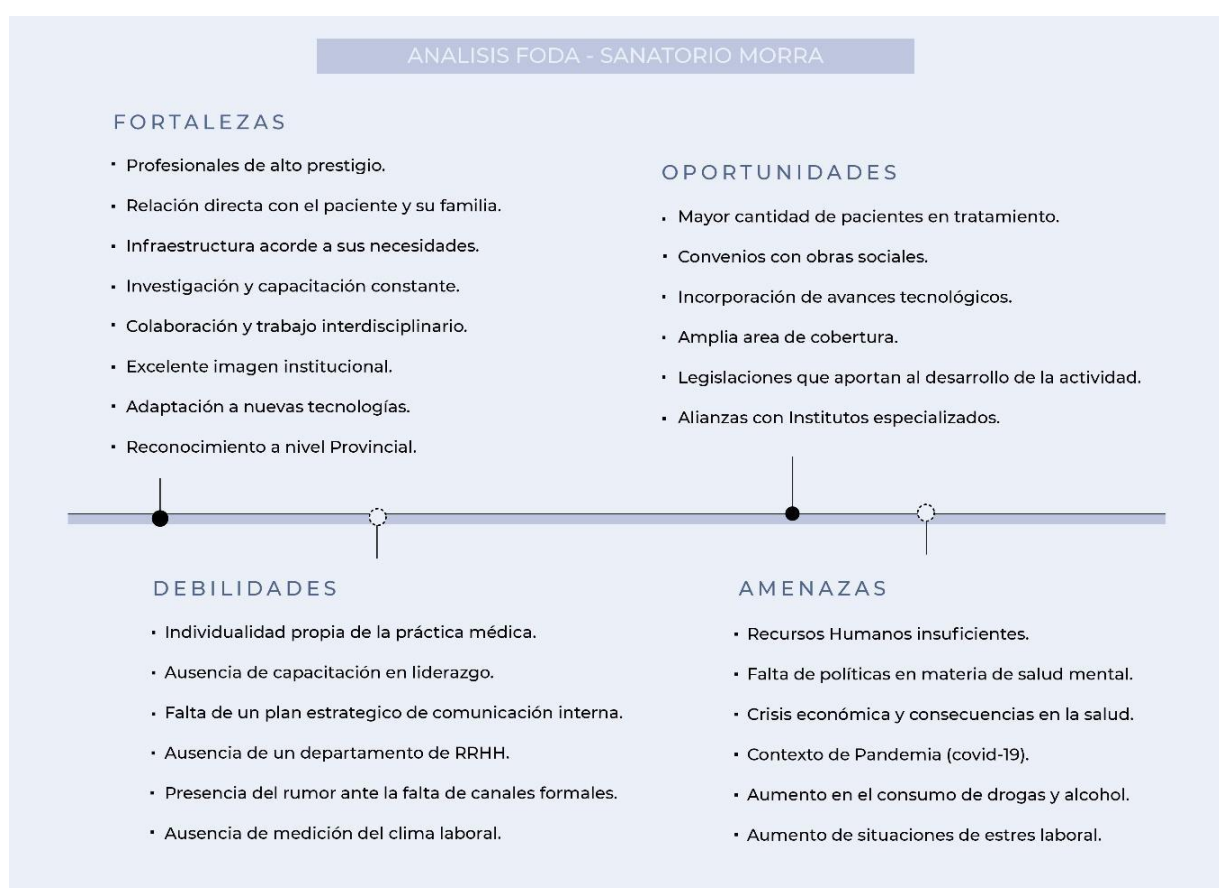 ANALISIS FODA - SANATORIO MORRA
FORTALEZAS
▪ Profesionales de alto prestigio.
▪ Relación directa con el paciente y su familia.
▪ Infraestructura acorde a sus necesidades.
▪ Investigación y capacitación constante.
▪ Colaboración y trabajo interdisciplinario.
▪ Excelente imagen institucional.
▪ Adaptación a nuevas tecnologías.
▪ Reconocimiento a nivel Provincial.
OPORTUNIDADES
▪ Mayor cantidad de pacientes en tratamiento.
▪ Convenios con obras sociales.
▪ Incorporación de avances tecnológicos.
▪ Amplia area de cobertura.
▪ Legislaciones que aportan al desarrollo de la actividad.
▪ Alianzas con Institutos especializados.
DEBILIDADES
▪ Individualidad propia de la práctica médica.
▪ Ausencia de capacitación en liderazgo.
▪ Falta de un plan estrategico de comunicación interna.
▪ Ausencia de un departamento de RRHH.
▪ Presencia del rumor ante la falta de canales formales.
▪ Ausencia de medición del clima laboral.
AMENAZAS
▪ Recursos Humanos insuficientes.
▪ Falta de políticas en materia de salud mental.
▪ Crisis económica y consecuencias en la salud.
▪ Contexto de Pandemia (covid-19).
▪ Aumento en el consumo de drogas y alcohol.
▪ Aumento de situaciones de estres laboral.